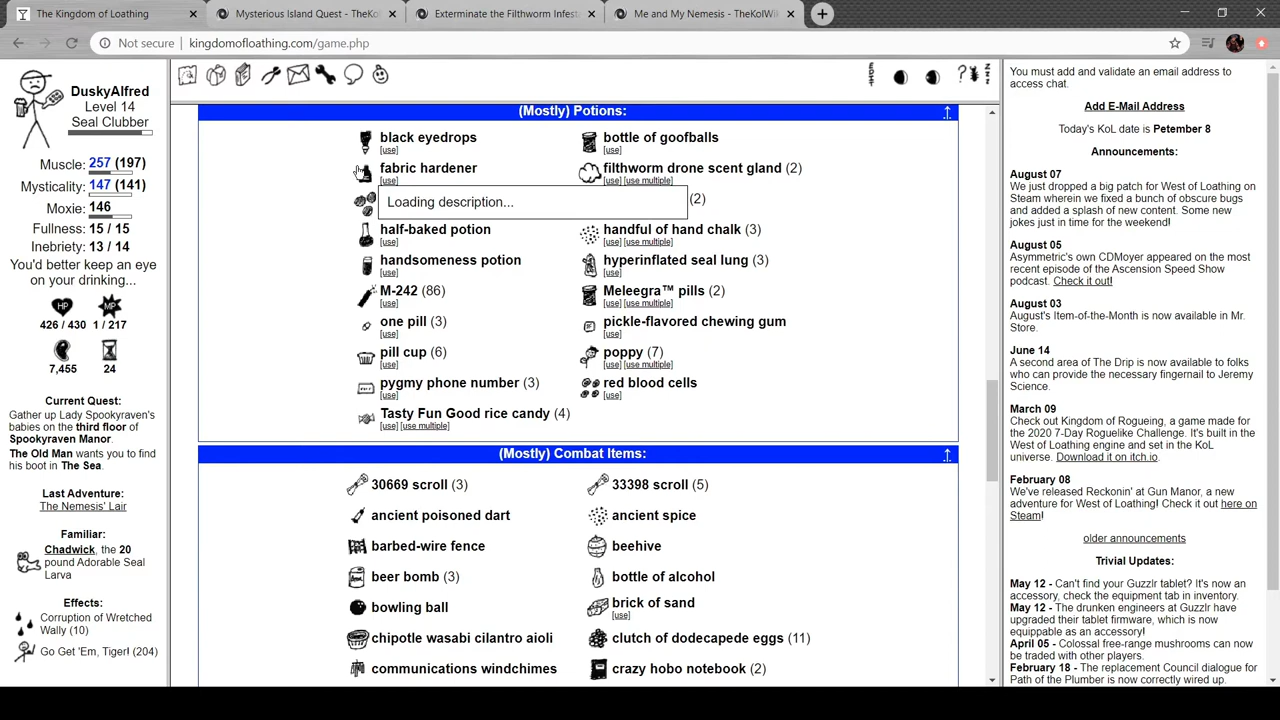 The Kingdom of Loathing
Mysterious Island Quest - TheKol
Exterminate the Filthworm Infest
Me and My Nemesis - TheKolWi
Not secure | kingdomofloathing.com/game.php
DuskyAlfred
Level 14
Seal Clubber
Muscle: 257 (197)
Mysticality: 147 (141)
Moxie: 146
Fullness: 15 / 15
Inebriety: 13 / 14
You'd better keep an eye
on your drinking...
HP MP
426 / 430 1 / 217
7,455 24
Current Quest:
Gather up Lady Spookyraven's
babies on the third floor of
Spookyraven Manor.
The Old Man wants you to find
his boot in The Sea.
Last Adventure:
The Nemesis' Lair
Familiar:
Chadwick, the 20
pound Adorable Seal
Larva
Effects:
Corruption of Wretched
Wally (10)
Go Get 'Em, Tiger! (204)
(Mostly) Potions:
black eyedrops
[use]
bottle of goofballs
[use]
fabric hardener
[use]
filthworm drone scent gland (2)
[use] [use multiple]
Loading description...
(2)
half-baked potion
[use]
handful of hand chalk (3)
[use] [use multiple]
handsomeness potion
[use]
hyperinflated seal lung (3)
[use]
M-242 (86)
[use]
Meleegra™ pills (2)
[use] [use multiple]
one pill (3)
[use]
pickle-flavored chewing gum
[use]
pill cup (6)
[use]
poppy (7)
[use] [use multiple]
pygmy phone number (3)
[use]
red blood cells
[use]
Tasty Fun Good rice candy (4)
[use] [use multiple]
(Mostly) Combat Items:
30669 scroll (3)
33398 scroll (5)
ancient poisoned dart
ancient spice
barbed-wire fence
beehive
beer bomb (3)
bottle of alcohol
bowling ball
brick of sand
[use]
chipotle wasabi cilantro aioli
clutch of dodecapede eggs (11)
communications windchimes
crazy hobo notebook (2)
You must add and validate an email address to
access chat.
Add E-Mail Address
Today's KoL date is Petember 8
Announcements:
August 07
We just dropped a big patch for West of Loathing on
Steam wherein we fixed a bunch of obscure bugs
and added a splash of new content. Some new
jokes just in time for the weekend!
August 05
Asymmetric's own CDMoyer appeared on the most
recent episode of the Ascension Speed Show
podcast. Check it out!
August 03
August's Item-of-the-Month is now available in Mr.
Store.
June 14
A second area of The Drip is now available to folks
who can provide the necessary fingernail to Jeremy
Science.
March 09
Check out Kingdom of Rogueing, a game made for
the 2020 7-Day Roguelike Challenge. It's built in the
West of Loathing engine and set in the KoL
universe. Download it on itch.io.
February 08
We've released Reckonin' at Gun Manor, a new
adventure for West of Loathing! Check it out here on
Steam!
older announcements
Trivial Updates:
May 12 - Can't find your Guzzlr tablet? It's now an
accessory, check the equipment tab in inventory.
May 12 - The drunken engineers at Guzzlr have
upgraded their tablet firmware, which is now
equippable as an accessory!
April 05 - Colossal free-range mushrooms can now
be traded with other players.
February 18 - The replacement Council dialogue for
Path of the Plumber is now correctly wired up.